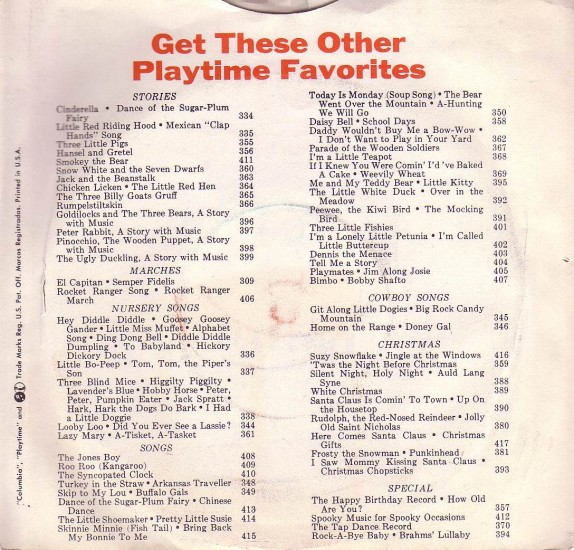 Get These Other
Playtime Favorites
STORIES
Cinderella • Dance of the Sugar-Plum
Fairy 334
Little Red Riding Hood • Mexican "Clap
Hands" Song 335
Three Little Pigs 355
Hansel and Gretel 356
Smokey the Bear 411
Snow White and the Seven Dwarfs 360
Jack and the Beanstalk 363
Chicken Licken • The Little Red Hen 364
The Three Billy Goats Gruff 365
Rumpelstiltskin 366
Goldilocks and The Three Bears, A Story
with Music 396
Peter Rabbit, A Story with Music 397
Pinocchio, The Wooden Puppet, A Story
with Music 398
The Ugly Duckling, A Story with Music 399
MARCHES
El Capitan • Semper Fidelis 309
Rocket Ranger Song • Rocket Ranger
March 406
NURSERY SONGS
Hey Diddle Diddle • Goosey Goosey
Gander • Little Miss Muffet • Alphabet
Song • Ding Dong Bell • Diddle Diddle
Dumpling • To Babyland • Hickory
Dickory Dock 336
Little Bo-Peep • Tom, Tom, the Piper's
Son 337
Three Blind Mice • Higgilty Piggilty •
Lavender's Blue • Hobby Horse • Peter,
Peter, Pumpkin Eater • Jack Spratt •
Hark, Hark the Dogs Do Bark • I Had
a Little Doggie 338
Looby Loo • Did You Ever See a Lassie? 344
Lazy Mary • A-Tisket, A-Tasket 361
SONGS
The Jones Boy 408
Roo Roo (Kangaroo) 409
The Syncopated Clock 410
Turkey in the Straw • Arkansas Traveller 348
Skip to My Lou • Buffalo Gals 349
Dance of the Sugar-Plum Fairy • Chinese
Dance 413
The Little Shoemaker • Pretty Little Susie 414
Skinnie Minnie (Fish Tail) • Bring Back
My Bonnie To Me 415
Today Is Monday (Soup Song) • The Bear
Went Over the Mountain • A-Hunting
We Will Go 350
Daisy Bell • School Days 358
Daddy Wouldn't Buy Me a Bow-Wow •
I Don't Want to Play in Your Yard 362
Parade of the Wooden Soldiers 367
I'm a Little Teapot 368
If I Knew You Were Comin' I'd 've Baked
A Cake • Weevily Wheat 369
Me and My Teddy Bear • Little Kitty 395
The Little White Duck • Over in the
Meadow 392
Peewee, the Kiwi Bird • The Mocking
Bird 391
Three Little Fishies 401
I'm a Lonely Little Petunia • I'm Called
Little Buttercup 402
Dennis the Menace 403
Tell Me a Story 404
Playmates • Jim Along Josie 405
Bimbo • Bobby Shafto 407
COWBOY SONGS
Git Along Little Dogies • Big Rock Candy
Mountain 345
Home on the Range • Doney Gal 346
CHRISTMAS
Suzy Snowflake • Jingle at the Windows 416
'Twas the Night Before Christmas 359
Silent Night, Holy Night • Auld Lang
Syne 388
White Christmas 389
Santa Claus Is Comin' To Town • Up On
the Housetop 390
Rudolph, the Red-Nosed Reindeer • Jolly
Old Saint Nicholas 380
Here Comes Santa Claus • Christmas
Gifts 417
Frosty the Snowman • Punkinhead 381
I Saw Mommy Kissing Santa Claus •
Christmas Chopsticks 393
SPECIAL
The Happy Birthday Record • How Old
Are You? 357
Spooky Music for Spooky Occasions 412
The Tap Dance Record 370
Rock-A-Bye Baby • Brahms' Lullaby 394
"Columbia", "Playtime" and Trade Marks Reg. U.S. Pat. Off. Marcas Registradas. Printed in U.S.A.